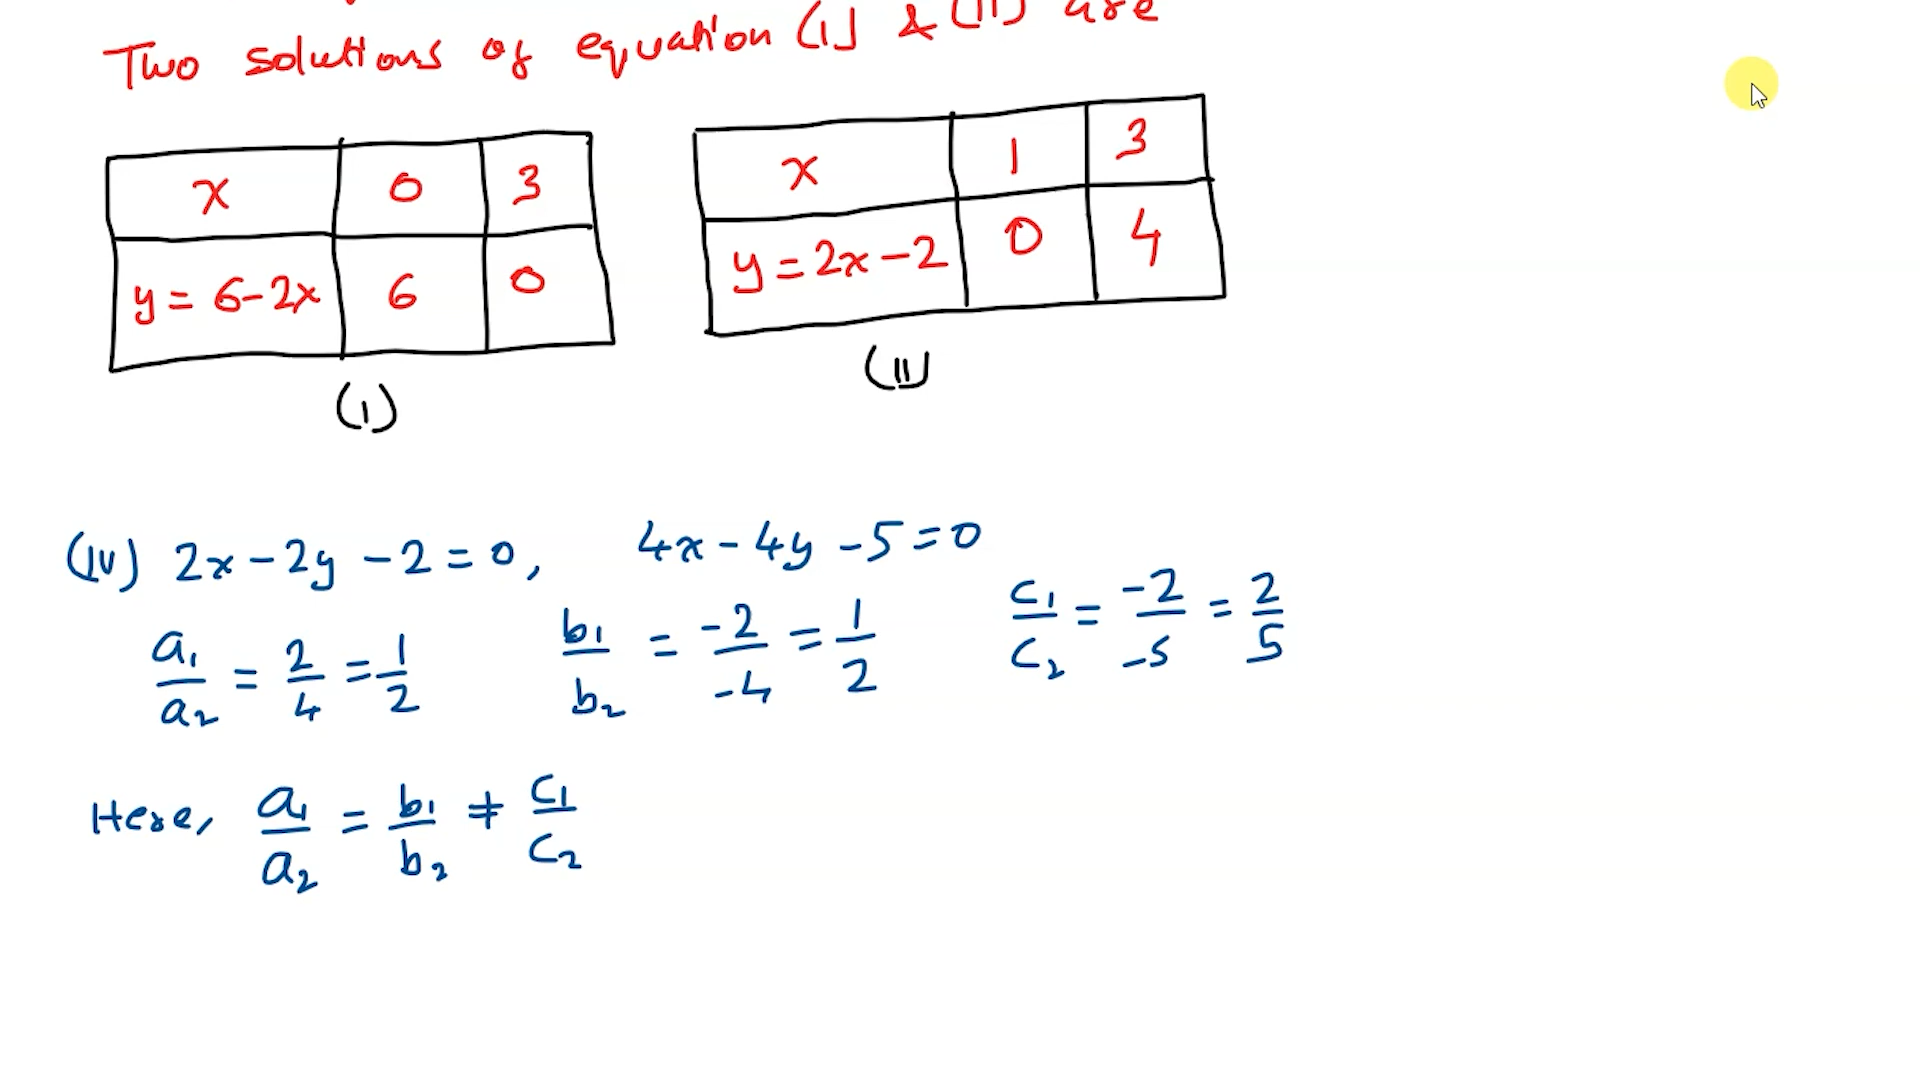 Two solutions of equation (I) & (II) are
x 0 3
y = 6-2x 6 0
(I)
x 1 3
y = 2x-2 0 4
(II)
(IV) 2x-2y-2=0, 4x-4y-5=0
a₁/a₂ = 2/4 = 1/2 b₁/b₂ = -2/-4 = 1/2 c₁/c₂ = -2/-5 = 2/5
Here, a₁/a₂ = b₁/b₂ ≠ c₁/c₂